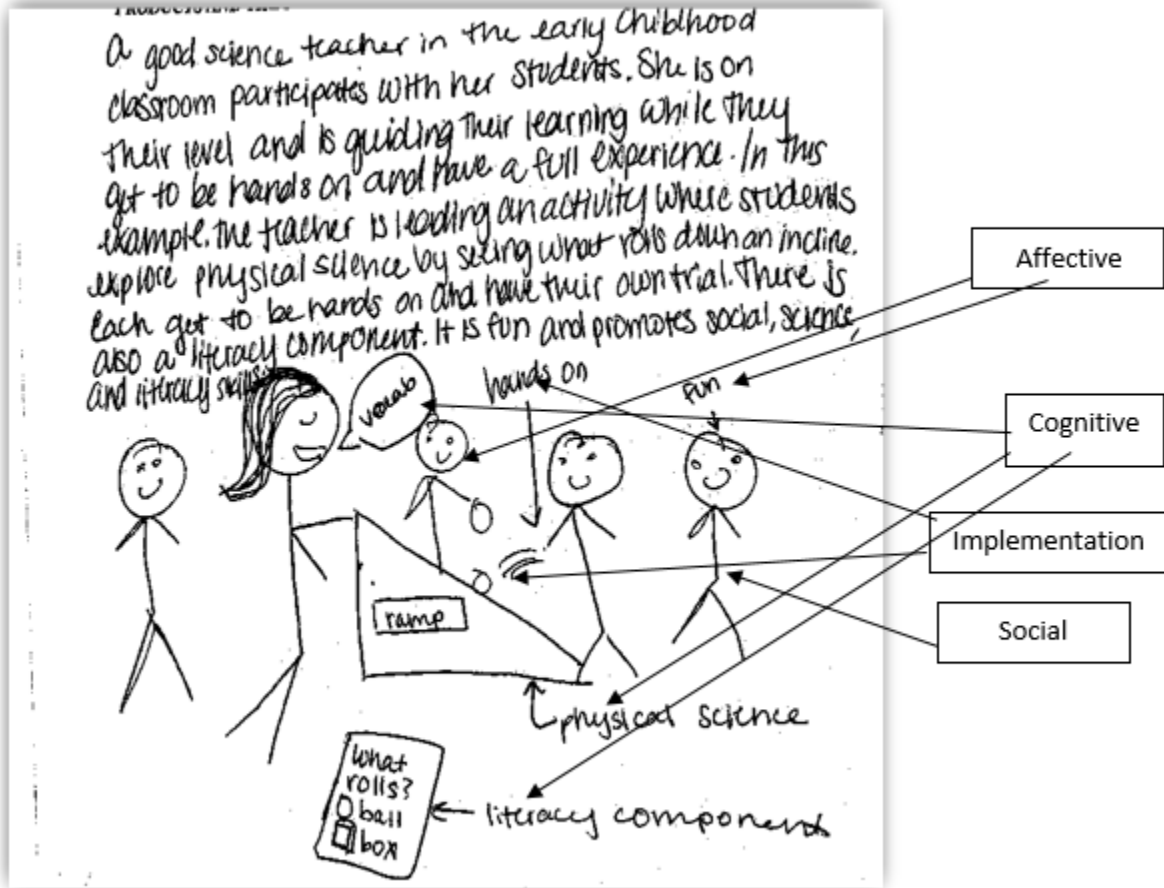 A good science teacher in the early childhood
classroom participates with her students. She is on
their level and is guiding their learning while they
get to be hands on and have a full experience. In this
example, the teacher is leading an activity where students
explore physical science by seeing what rolls down an incline.
Each get to be hands on and have their own trial. There is
also a literacy component. It is fun and promotes social, science,
and literacy skills.
vocab
hands on
fun
ramp
physical science
What
rolls?
ball
box
literacy component
Affective
Cognitive
Implementation
Social